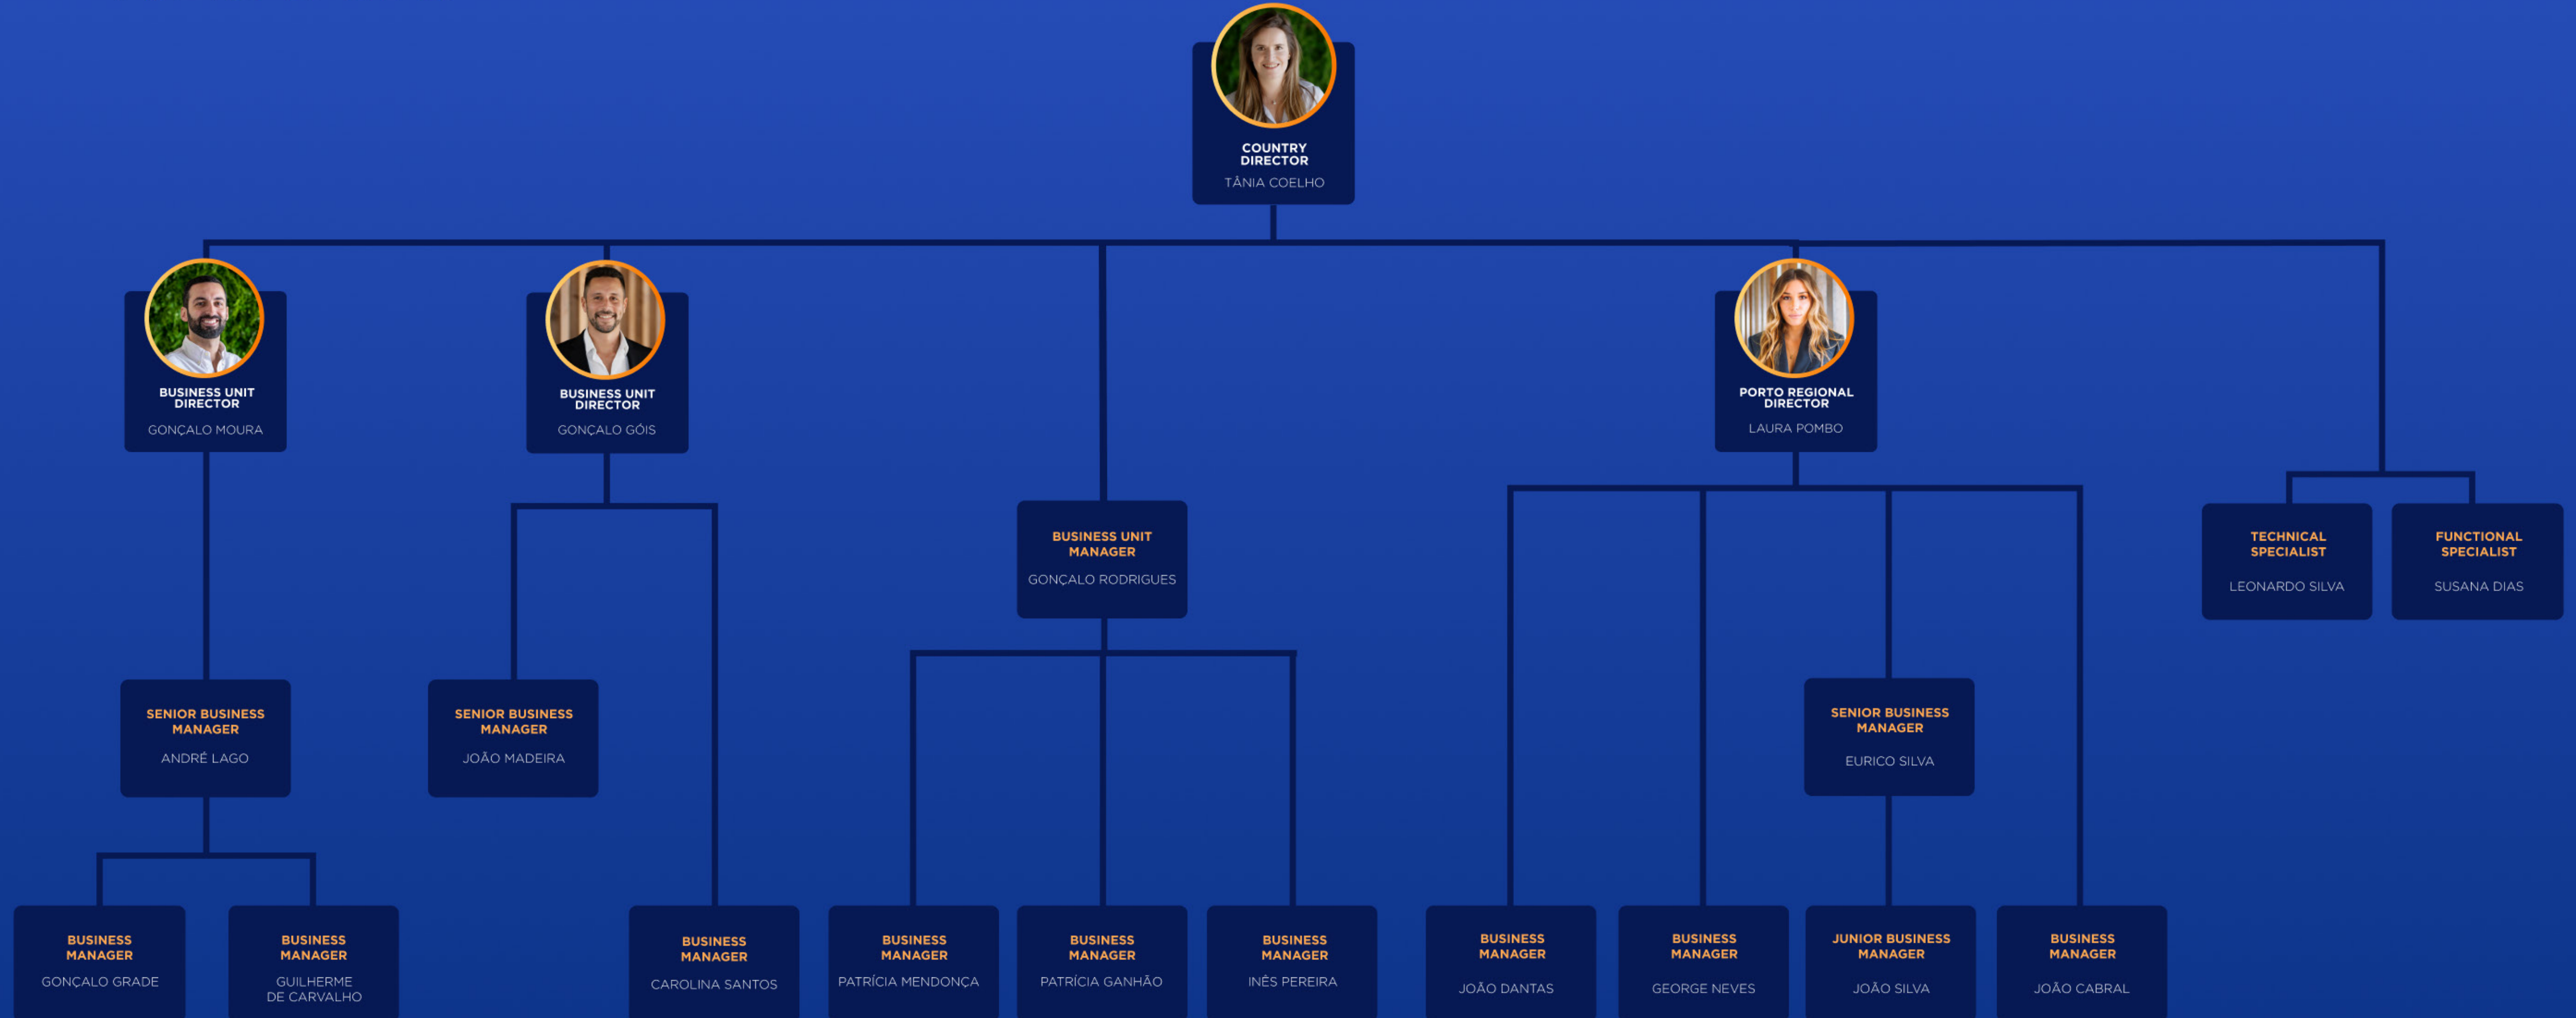 COUNTRY
DIRECTOR
TÂNIA COELHO
BUSINESS UNIT
DIRECTOR
GONÇALO MOURA
BUSINESS UNIT
DIRECTOR
GONÇALO GÓIS
PORTO REGIONAL
DIRECTOR
LAURA POMBO
BUSINESS UNIT
MANAGER
GONÇALO RODRIGUES
TECHNICAL
SPECIALIST
LEONARDO SILVA
FUNCTIONAL
SPECIALIST
SUSANA DIAS
SENIOR BUSINESS
MANAGER
ANDRÉ LAGO
SENIOR BUSINESS
MANAGER
JOÃO MADEIRA
SENIOR BUSINESS
MANAGER
EURICO SILVA
BUSINESS
MANAGER
GONÇALO GRADE
BUSINESS
MANAGER
GUILHERME
DE CARVALHO
BUSINESS
MANAGER
CAROLINA SANTOS
BUSINESS
MANAGER
PATRÍCIA MENDONÇA
BUSINESS
MANAGER
PATRÍCIA GANHÃO
BUSINESS
MANAGER
INÊS PEREIRA
BUSINESS
MANAGER
JOÃO DANTAS
BUSINESS
MANAGER
GEORGE NEVES
JUNIOR BUSINESS
MANAGER
JOÃO SILVA
BUSINESS
MANAGER
JOÃO CABRAL